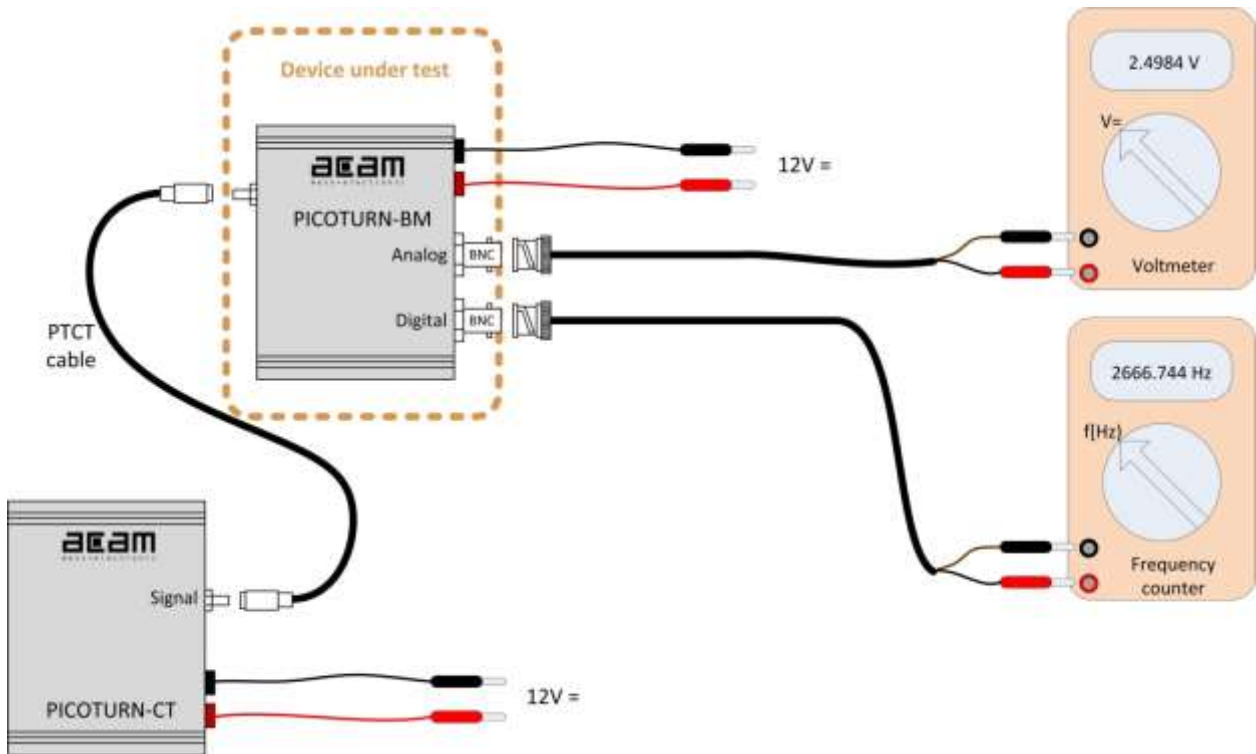 Device under test
acam
PICOTURN-BM
Analog
BNC
Digital
BNC
12V =
2.4984 V
V=
Voltmeter
2666.744 Hz
f[Hz)
Frequency
counter
PTCT
cable
acam
Signal
PICOTURN-CT
12V =